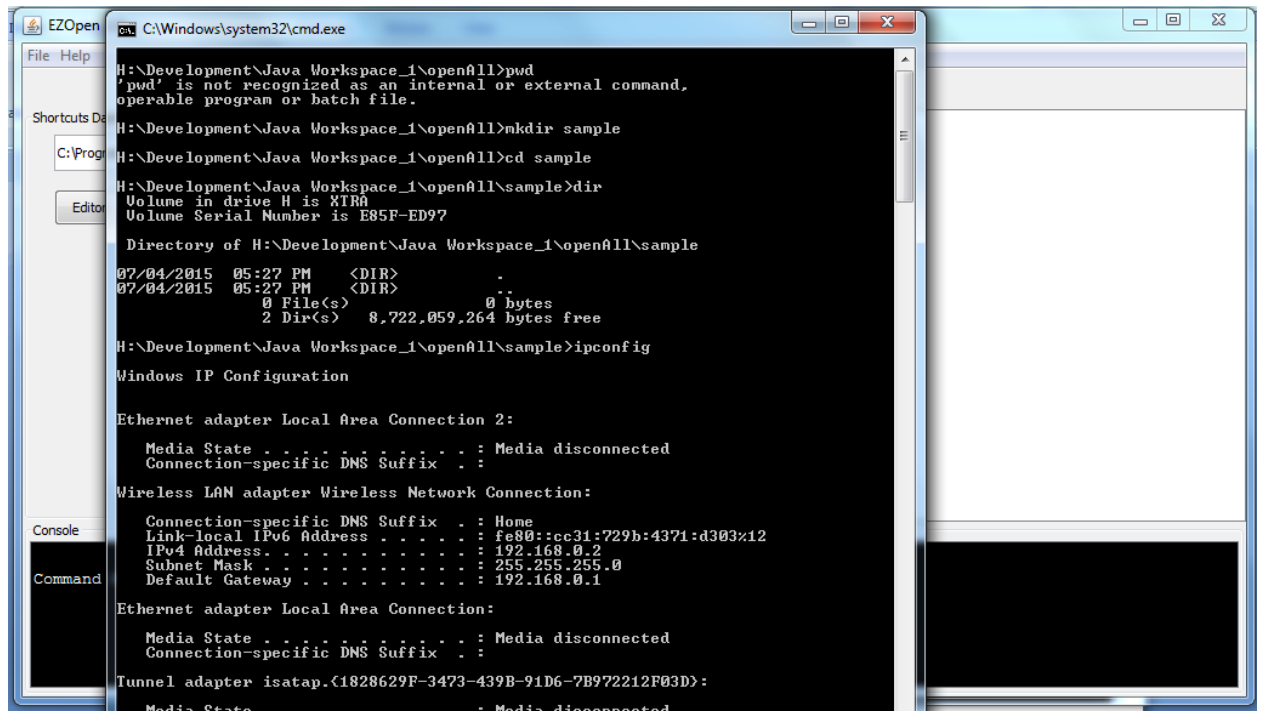 EZOpen
C:\Windows\system32\cmd.exe
File Help
H:\Development\Java Workspace_1\openAll>pwd
'pwd' is not recognized as an internal or external command,
operable program or batch file.
Shortcuts Da
H:\Development\Java Workspace_1\openAll>mkdir sample
C:\Progr
H:\Development\Java Workspace_1\openAll>cd sample
H:\Development\Java Workspace_1\openAll\sample>dir
Volume in drive H is XTRA
Editor
Volume Serial Number is E85F-ED97
Directory of H:\Development\Java Workspace_1\openAll\sample
07/04/2015 05:27 PM <DIR> .
07/04/2015 05:27 PM <DIR> ..
0 File(s) 0 bytes
2 Dir(s) 8,722,059,264 bytes free
H:\Development\Java Workspace_1\openAll\sample>ipconfig
Windows IP Configuration
Ethernet adapter Local Area Connection 2:
Media State . . . . . . . . . . . : Media disconnected
Connection-specific DNS Suffix . :
Wireless LAN adapter Wireless Network Connection:
Connection-specific DNS Suffix . : Home
Console
Link-local IPv6 Address . . . . . : fe80::cc31:729b:4371:d303%12
IPv4 Address. . . . . . . . . . . : 192.168.0.2
Subnet Mask . . . . . . . . . . . : 255.255.255.0
Command
Default Gateway . . . . . . . . . : 192.168.0.1
Ethernet adapter Local Area Connection:
Media State . . . . . . . . . . . : Media disconnected
Connection-specific DNS Suffix . :
Tunnel adapter isatap.{1828629F-3473-439B-91D6-7B972212F03D}:
Media State . . . . . . . . . . . : Media disconnected